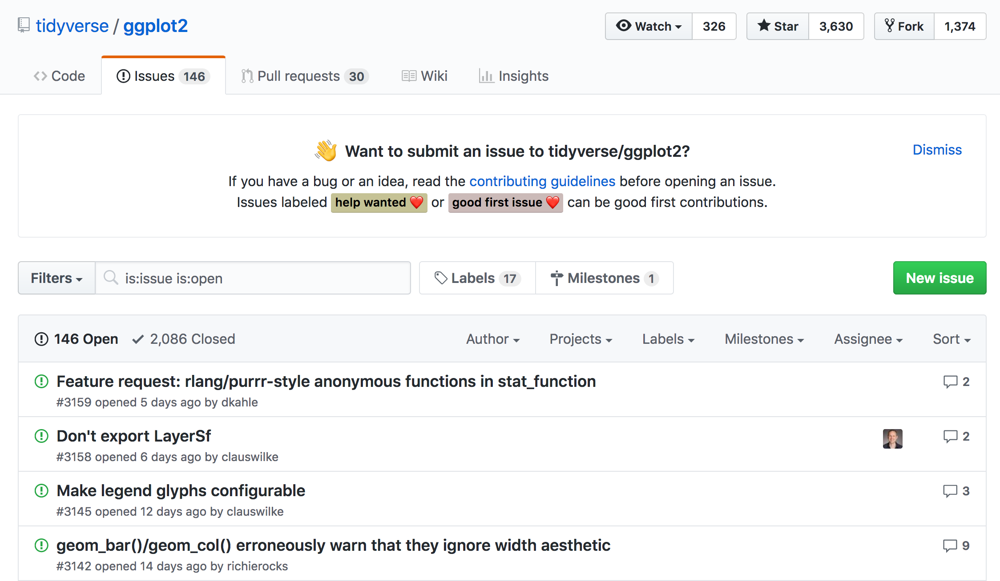 tidyverse / ggplot2
Watch 326 Star 3,630 Fork 1,374
Code Issues 146 Pull requests 30 Wiki Insights
Want to submit an issue to tidyverse/ggplot2?
Dismiss
If you have a bug or an idea, read the contributing guidelines before opening an issue.
Issues labeled help wanted ❤️ or good first issue ❤️ can be good first contributions.
Filters is:issue is:open Labels 17 Milestones 1 New issue
146 Open 2,086 Closed Author Projects Labels Milestones Assignee Sort
Feature request: rlang/purrr-style anonymous functions in stat_function 2
#3159 opened 5 days ago by dkahle
Don't export LayerSf 2
#3158 opened 6 days ago by clauswilke
Make legend glyphs configurable 3
#3145 opened 12 days ago by clauswilke
geom_bar()/geom_col() erroneously warn that they ignore width aesthetic 9
#3142 opened 14 days ago by richierocks